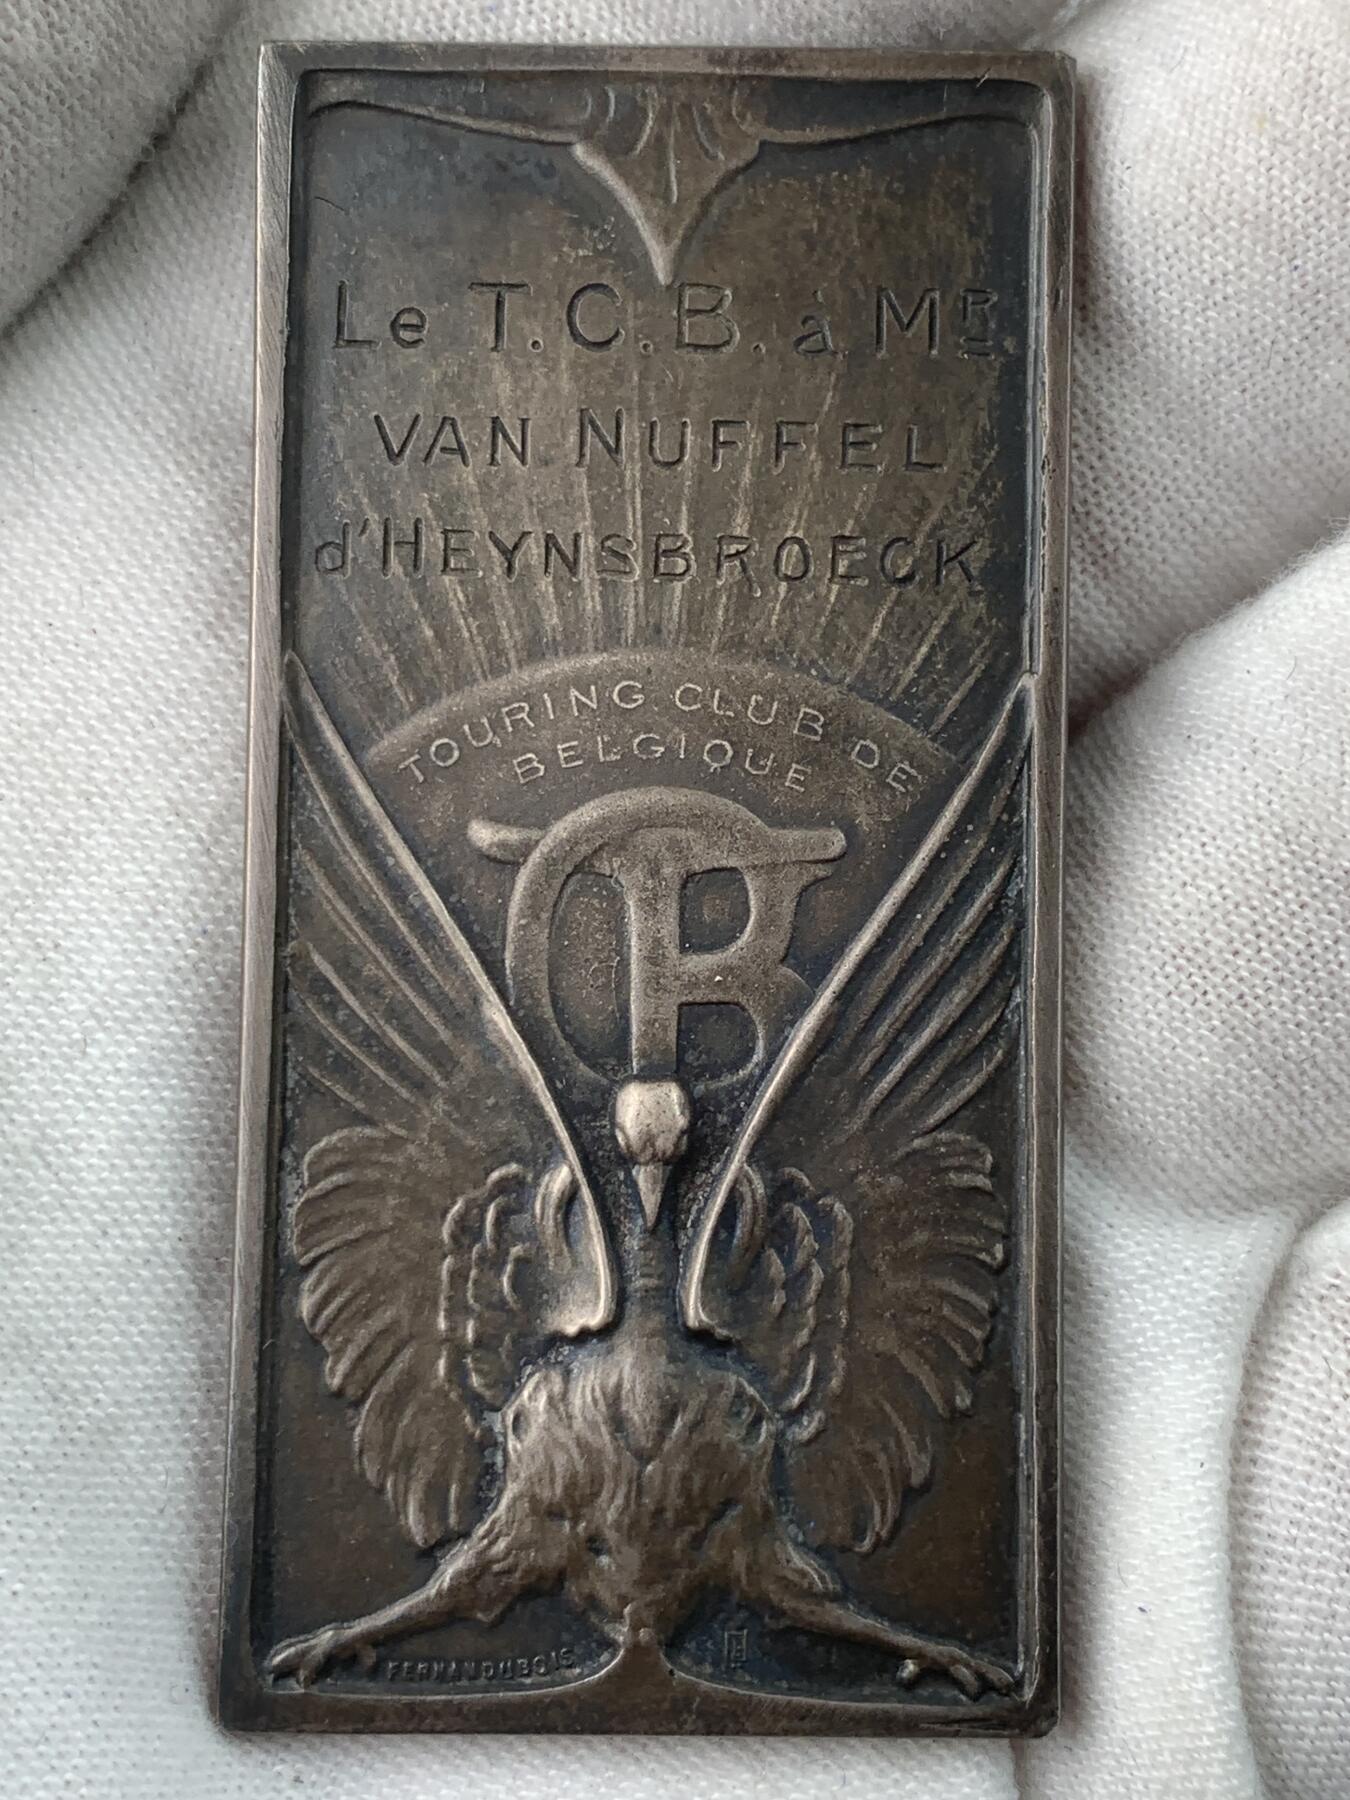 Le T.C.B. à Mr
VAN NUFFEL
d'HEYNSBROECK
TOURING CLUB DE
BELGIQUE
TCB
FERNANDUBOIS